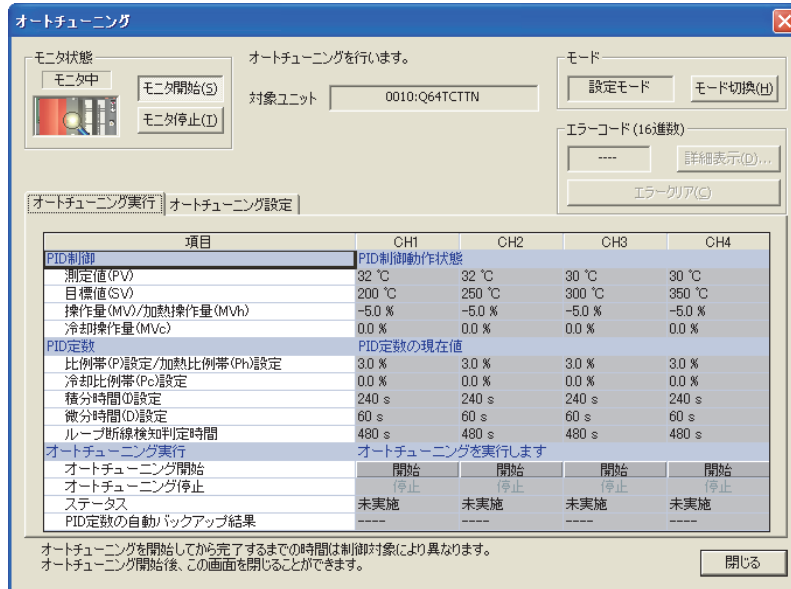 オートチューニング
モニタ状態
モニタ中
モニタ開始(S)
モニタ停止(T)
オートチューニングを行います。
対象ユニット 0010:Q64TCTTN
モード
設定モード モード切換(H)
エラーコード(16進数)
---- 詳細表示(D)...
エラークリア(C)
オートチューニング実行 オートチューニング設定
項目 CH1 CH2 CH3 CH4
PID制御 PID制御動作状態
測定値(PV) 32 ℃ 32 ℃ 30 ℃ 30 ℃
目標値(SV) 200 ℃ 250 ℃ 300 ℃ 350 ℃
操作量(MV)/加熱操作量(MVh) -5.0 % -5.0 % -5.0 % -5.0 %
冷却操作量(MVc) 0.0 % 0.0 % 0.0 % 0.0 %
PID定数 PID定数の現在値
比例帯(P)設定/加熱比例帯(Ph)設定 3.0 % 3.0 % 3.0 % 3.0 %
冷却比例帯(Pc)設定 0.0 % 0.0 % 0.0 % 0.0 %
積分時間(I)設定 240 s 240 s 240 s 240 s
微分時間(D)設定 60 s 60 s 60 s 60 s
ループ断線検知判定時間 480 s 480 s 480 s 480 s
オートチューニング実行 オートチューニングを実行します
オートチューニング開始 開始 開始 開始 開始
オートチューニング停止 停止 停止 停止 停止
ステータス 未実施 未実施 未実施 未実施
PID定数の自動バックアップ結果 ---- ---- ---- ----
オートチューニングを開始してから完了するまでの時間は制御対象により異なります。
オートチューニング開始後、この画面を閉じることができます。
閉じる